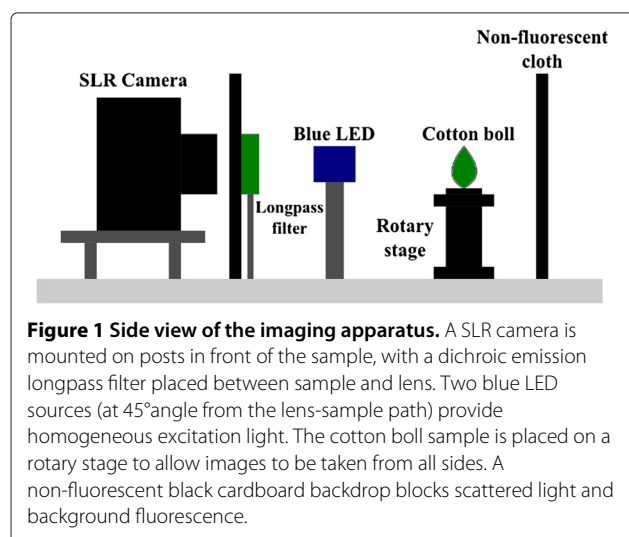 Non-fluorescent
cloth
SLR Camera
Blue LED
Cotton boll
Longpass
filter
Rotary
stage
Figure 1 Side view of the imaging apparatus. A SLR camera is
mounted on posts in front of the sample, with a dichroic emission
longpass filter placed between sample and lens. Two blue LED
sources (at 45°angle from the lens-sample path) provide
homogeneous excitation light. The cotton boll sample is placed on a
rotary stage to allow images to be taken from all sides. A
non-fluorescent black cardboard backdrop blocks scattered light and
background fluorescence.